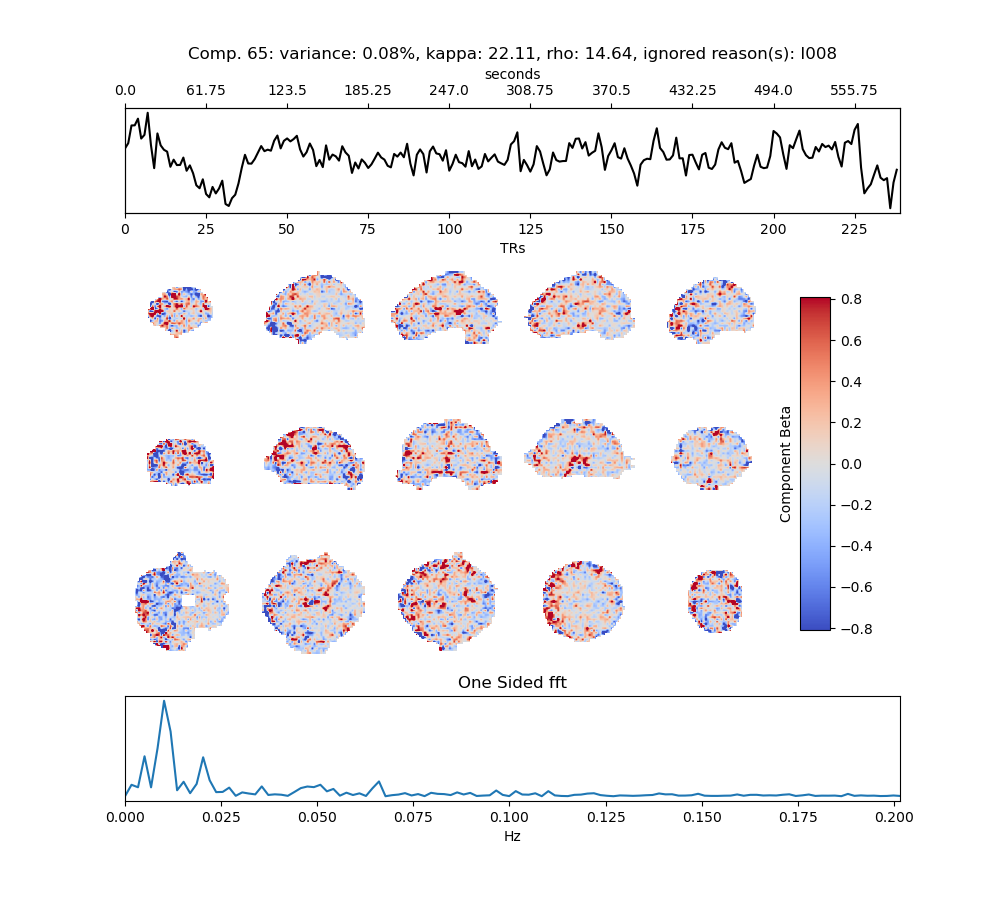 Comp. 65: variance: 0.08%, kappa: 22.11, rho: 14.64, ignored reason(s): I008
seconds
0.0 61.75 123.5 185.25 247.0 308.75 370.5 432.25 494.0 555.75
0 25 50 75 100 125 150 175 200 225
TRs
0.8
0.6
0.4
0.2
0.0
−0.2
−0.4
−0.6
−0.8
Component Beta
One Sided fft
0.000 0.025 0.050 0.075 0.100 0.125 0.150 0.175 0.200
Hz